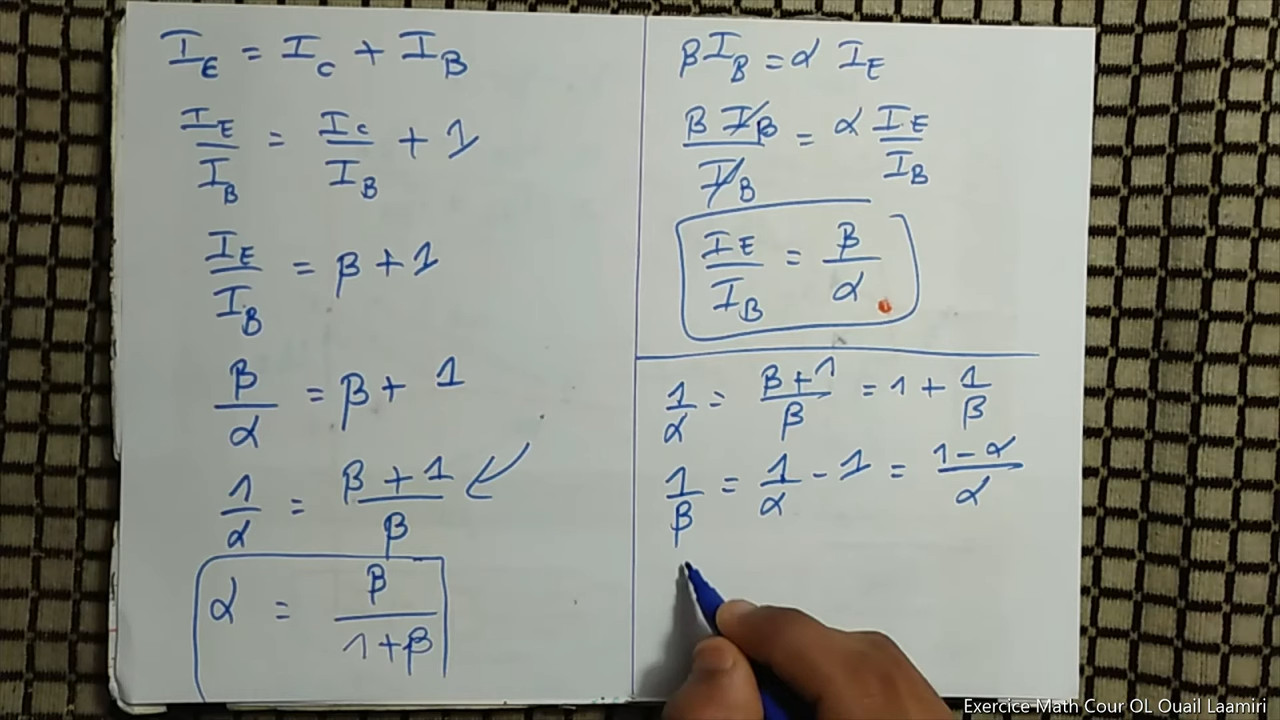 I_E = I_C + I_B
I_E/I_B = I_C/I_B + 1
I_E/I_B = β + 1
β/α = β + 1
1/α = (β + 1)/β
α = β/(1+β)
βI_B = α I_E
β I_B/I_B = α I_E/I_B
I_E/I_B = β/α
1/α = (β+1)/β = 1 + 1/β
1/β = 1/α - 1 = (1-α)/α
Exercice Math Cour OL Ouail Laamiri